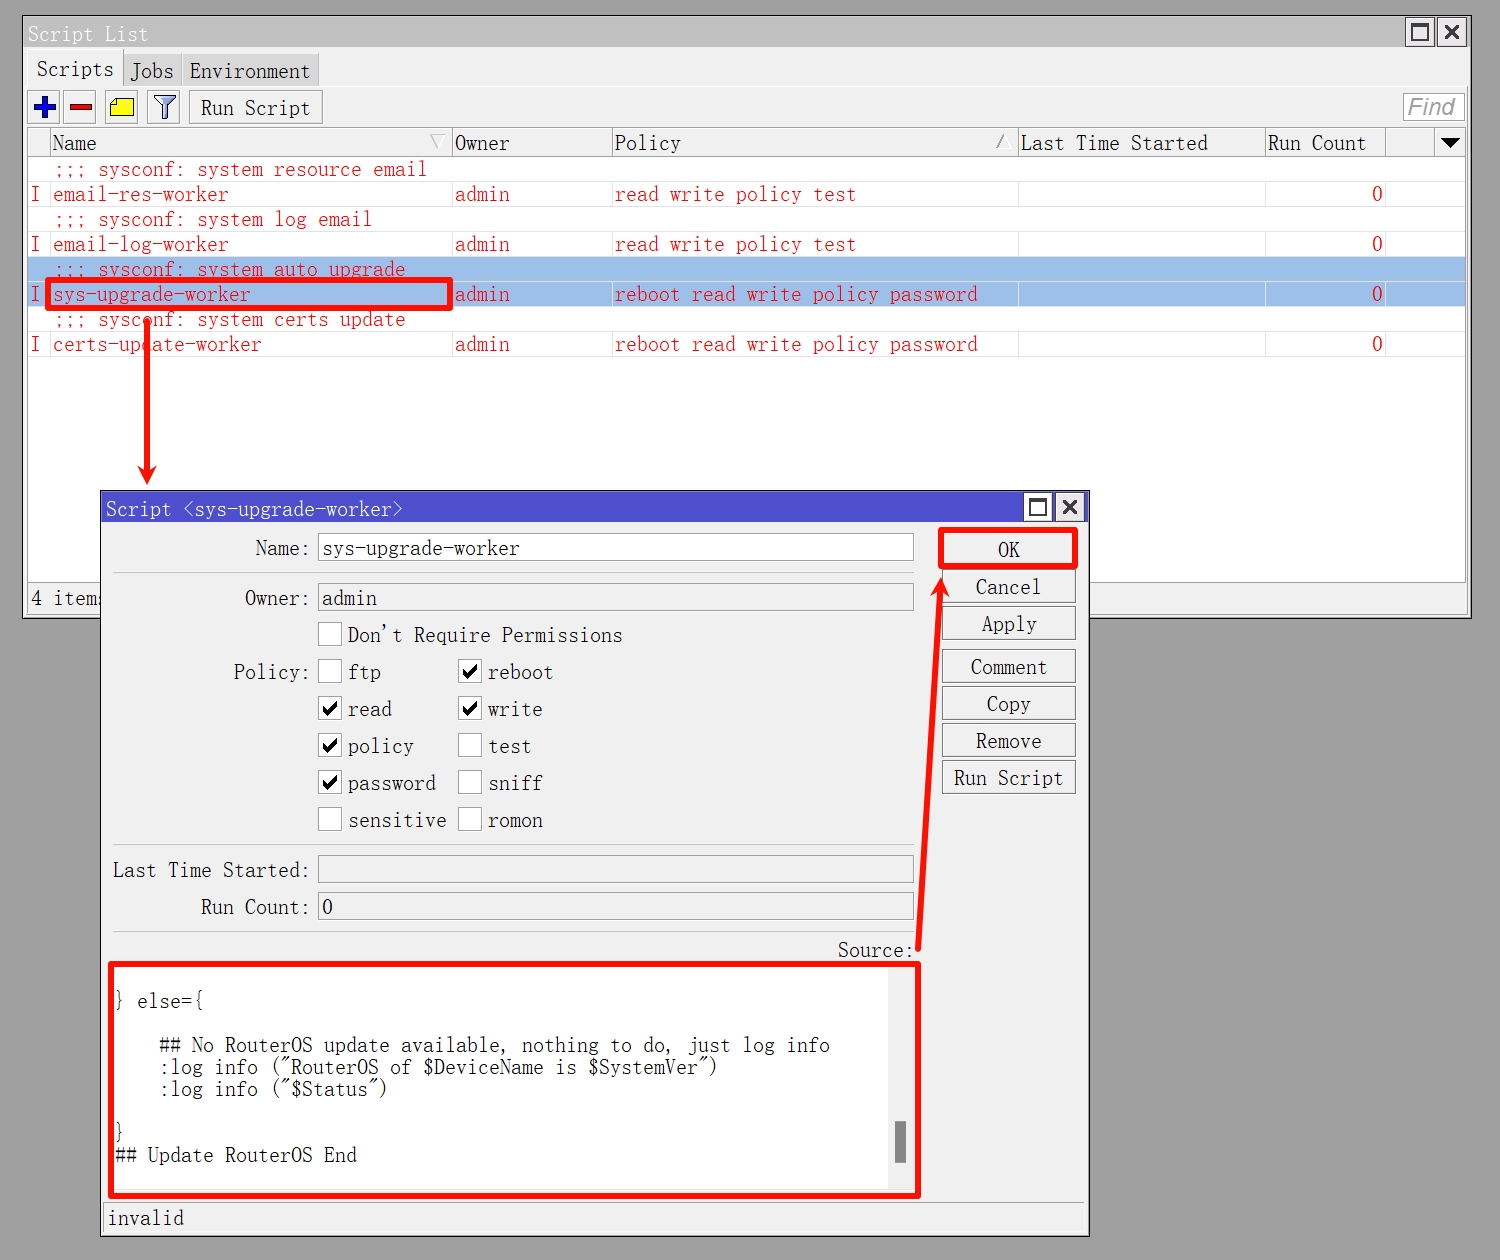 Script List
Scripts Jobs Environment
Run Script Find
Name Owner Policy Last Time Started Run Count
;;; sysconf: system resource email
I email-res-worker admin read write policy test 0
;;; sysconf: system log email
I email-log-worker admin read write policy test 0
;;; sysconf: system auto upgrade
I sys-upgrade-worker admin reboot read write policy password 0
;;; sysconf: system certs update
I certs-update-worker admin reboot read write policy password 0
4 items
Script <sys-upgrade-worker>
Name: sys-upgrade-worker
OK
Owner: admin
Cancel
Don't Require Permissions
Apply
Policy: ftp reboot
Comment
read write
Copy
policy test
Remove
password sniff
Run Script
sensitive romon
Last Time Started:
Run Count: 0
Source:
} else={
## No RouterOS update available, nothing to do, just log info
:log info ("RouterOS of $DeviceName is $SystemVer")
:log info ("$Status")
}
## Update RouterOS End
invalid